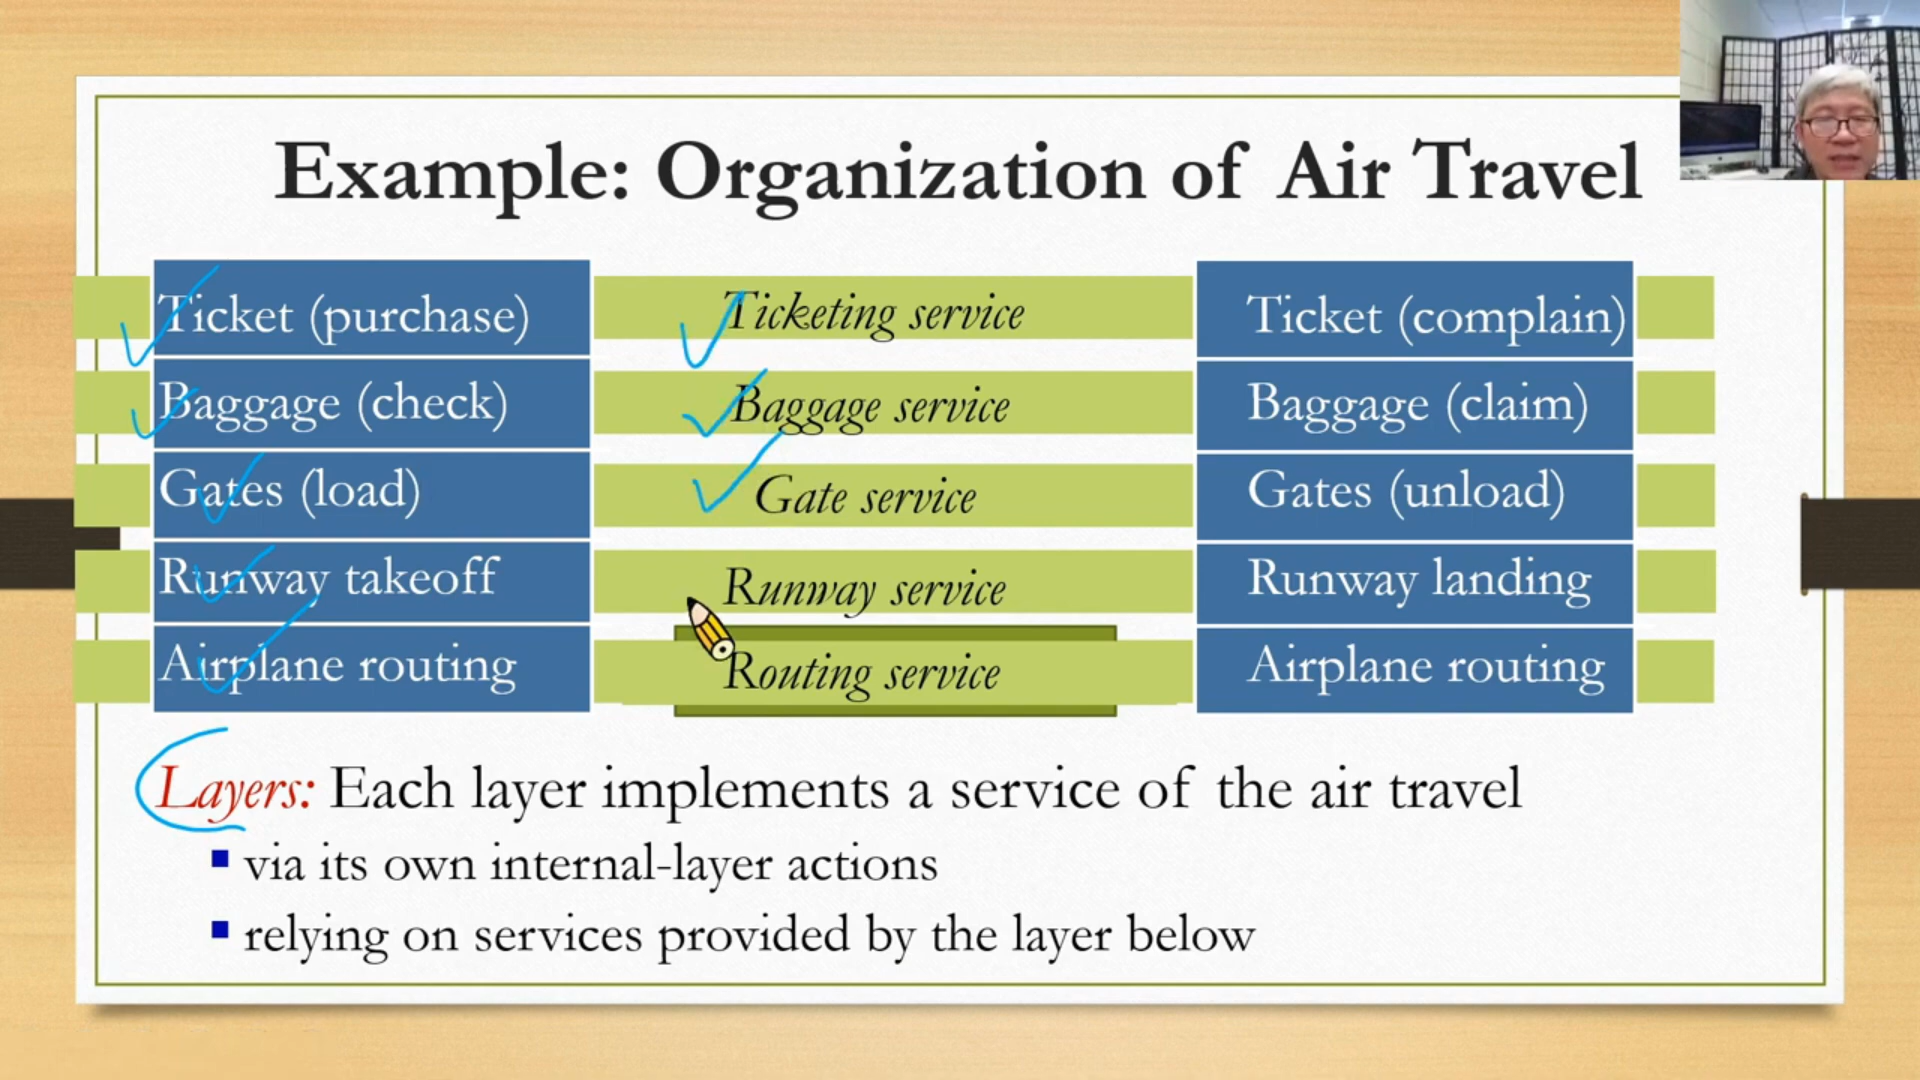 Example: Organization of Air Travel
Ticket (purchase) Ticketing service Ticket (complain)
Baggage (check) Baggage service Baggage (claim)
Gates (load) Gate service Gates (unload)
Runway takeoff Runway service Runway landing
Airplane routing Routing service Airplane routing
Layers: Each layer implements a service of the air travel
▪ via its own internal-layer actions
▪ relying on services provided by the layer below